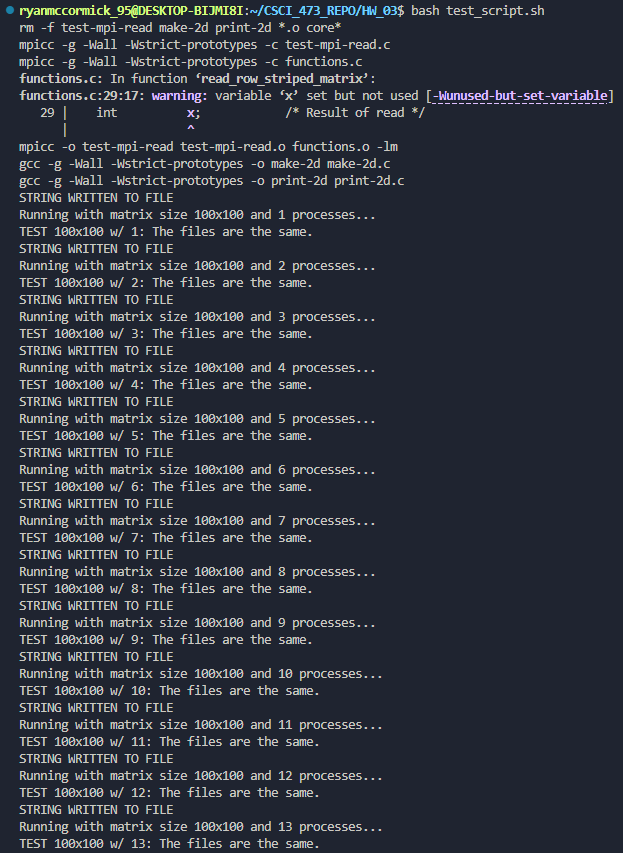 ryanmccormick_95@DESKTOP-BIJMI8I:~/CSCI_473_REPO/HW_03$ bash test_script.sh
rm -f test-mpi-read make-2d print-2d *.o core*
mpicc -g -Wall -Wstrict-prototypes -c test-mpi-read.c
mpicc -g -Wall -Wstrict-prototypes -c functions.c
functions.c: In function ‘read_row_striped_matrix’:
functions.c:29:17: warning: variable ‘x’ set but not used [-Wunused-but-set-variable]
   29 |    int          x;            /* Result of read */
      |                 ^
mpicc -o test-mpi-read test-mpi-read.o functions.o -lm
gcc -g -Wall -Wstrict-prototypes -o make-2d make-2d.c
gcc -g -Wall -Wstrict-prototypes -o print-2d print-2d.c
STRING WRITTEN TO FILE
Running with matrix size 100x100 and 1 processes...
TEST 100x100 w/ 1: The files are the same.
STRING WRITTEN TO FILE
Running with matrix size 100x100 and 2 processes...
TEST 100x100 w/ 2: The files are the same.
STRING WRITTEN TO FILE
Running with matrix size 100x100 and 3 processes...
TEST 100x100 w/ 3: The files are the same.
STRING WRITTEN TO FILE
Running with matrix size 100x100 and 4 processes...
TEST 100x100 w/ 4: The files are the same.
STRING WRITTEN TO FILE
Running with matrix size 100x100 and 5 processes...
TEST 100x100 w/ 5: The files are the same.
STRING WRITTEN TO FILE
Running with matrix size 100x100 and 6 processes...
TEST 100x100 w/ 6: The files are the same.
STRING WRITTEN TO FILE
Running with matrix size 100x100 and 7 processes...
TEST 100x100 w/ 7: The files are the same.
STRING WRITTEN TO FILE
Running with matrix size 100x100 and 8 processes...
TEST 100x100 w/ 8: The files are the same.
STRING WRITTEN TO FILE
Running with matrix size 100x100 and 9 processes...
TEST 100x100 w/ 9: The files are the same.
STRING WRITTEN TO FILE
Running with matrix size 100x100 and 10 processes...
TEST 100x100 w/ 10: The files are the same.
STRING WRITTEN TO FILE
Running with matrix size 100x100 and 11 processes...
TEST 100x100 w/ 11: The files are the same.
STRING WRITTEN TO FILE
Running with matrix size 100x100 and 12 processes...
TEST 100x100 w/ 12: The files are the same.
STRING WRITTEN TO FILE
Running with matrix size 100x100 and 13 processes...
TEST 100x100 w/ 13: The files are the same.